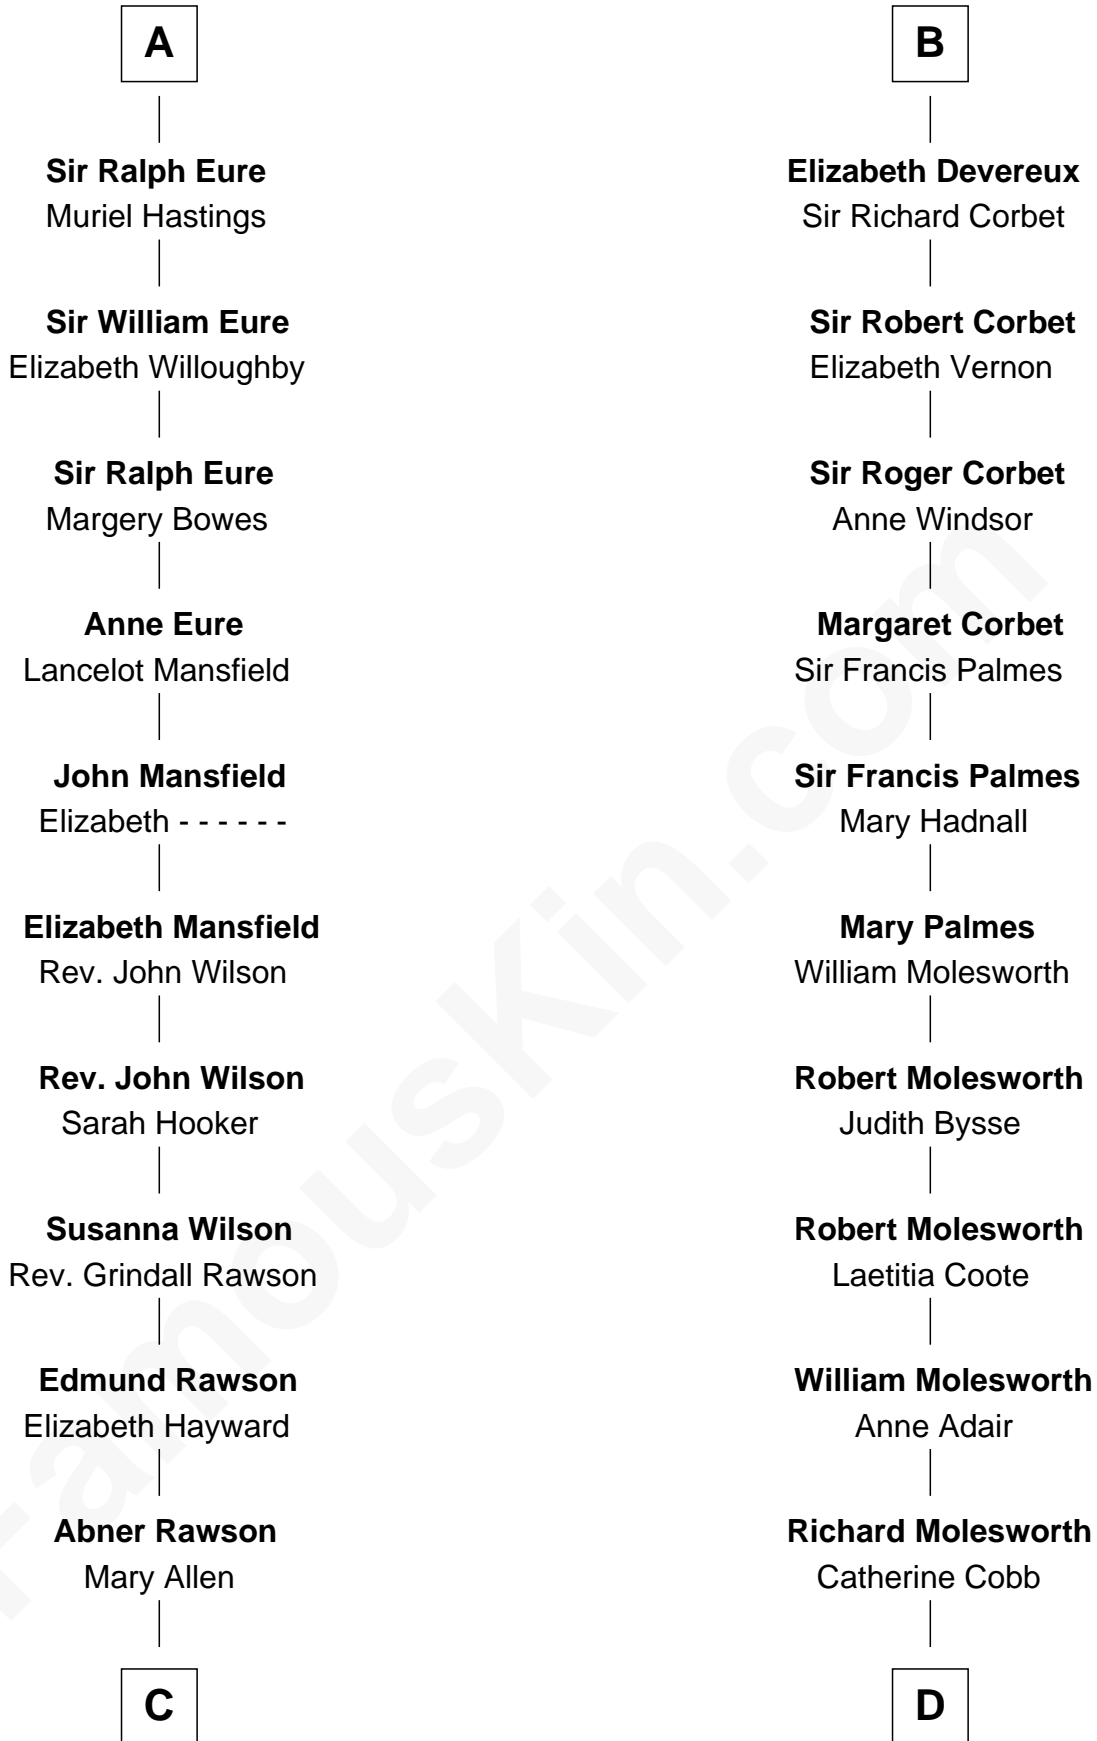 A
Sir Ralph Eure
Muriel Hastings
Sir William Eure
Elizabeth Willoughby
Sir Ralph Eure
Margery Bowes
Anne Eure
Lancelot Mansfield
John Mansfield
Elizabeth - - - - - -
Elizabeth Mansfield
Rev. John Wilson
Rev. John Wilson
Sarah Hooker
Susanna Wilson
Rev. Grindall Rawson
Edmund Rawson
Elizabeth Hayward
Abner Rawson
Mary Allen
C
B
Elizabeth Devereux
Sir Richard Corbet
Sir Robert Corbet
Elizabeth Vernon
Sir Roger Corbet
Anne Windsor
Margaret Corbet
Sir Francis Palmes
Sir Francis Palmes
Mary Hadnall
Mary Palmes
William Molesworth
Robert Molesworth
Judith Bysse
Robert Molesworth
Laetitia Coote
William Molesworth
Anne Adair
Richard Molesworth
Catherine Cobb
D
FamousKin.com